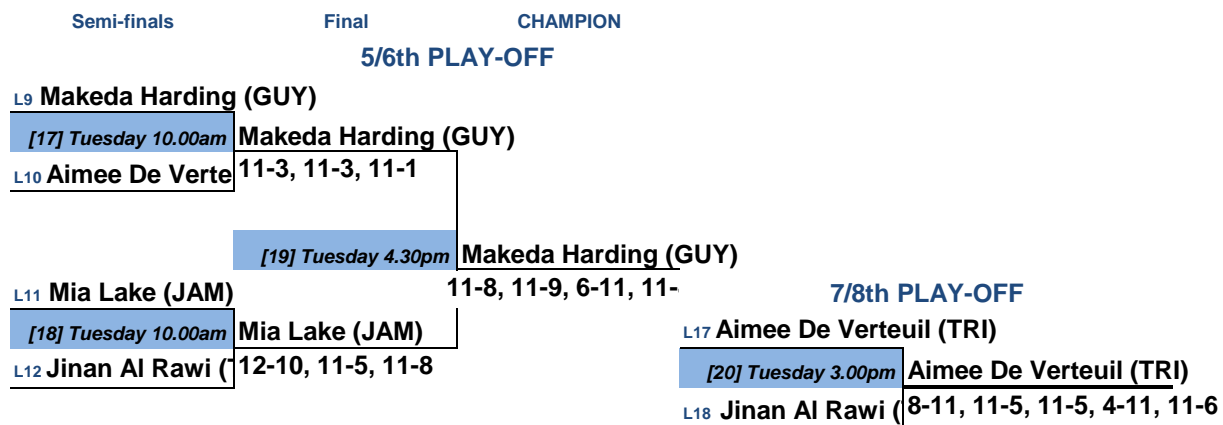 Semi-finals Final CHAMPION
5/6th PLAY-OFF
L9 Makeda Harding (GUY)
[17] Tuesday 10.00am Makeda Harding (GUY)
L10 Aimee De Verte 11-3, 11-3, 11-1
[19] Tuesday 4.30pm Makeda Harding (GUY)
11-8, 11-9, 6-11, 11-
L11 Mia Lake (JAM)
[18] Tuesday 10.00am Mia Lake (JAM)
L12 Jinan Al Rawi ( 12-10, 11-5, 11-8
7/8th PLAY-OFF
L17 Aimee De Verteuil (TRI)
[20] Tuesday 3.00pm Aimee De Verteuil (TRI)
L18 Jinan Al Rawi ( 8-11, 11-5, 11-5, 4-11, 11-6